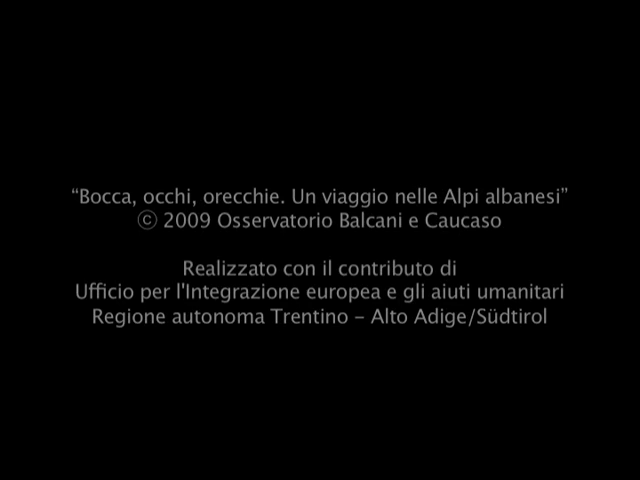 “Bocca, occhi, orecchie. Un viaggio nelle Alpi albanesi”
© 2009 Osservatorio Balcani e Caucaso
Realizzato con il contributo di
Ufficio per l'Integrazione europea e gli aiuti umanitari
Regione autonoma Trentino – Alto Adige/Südtirol